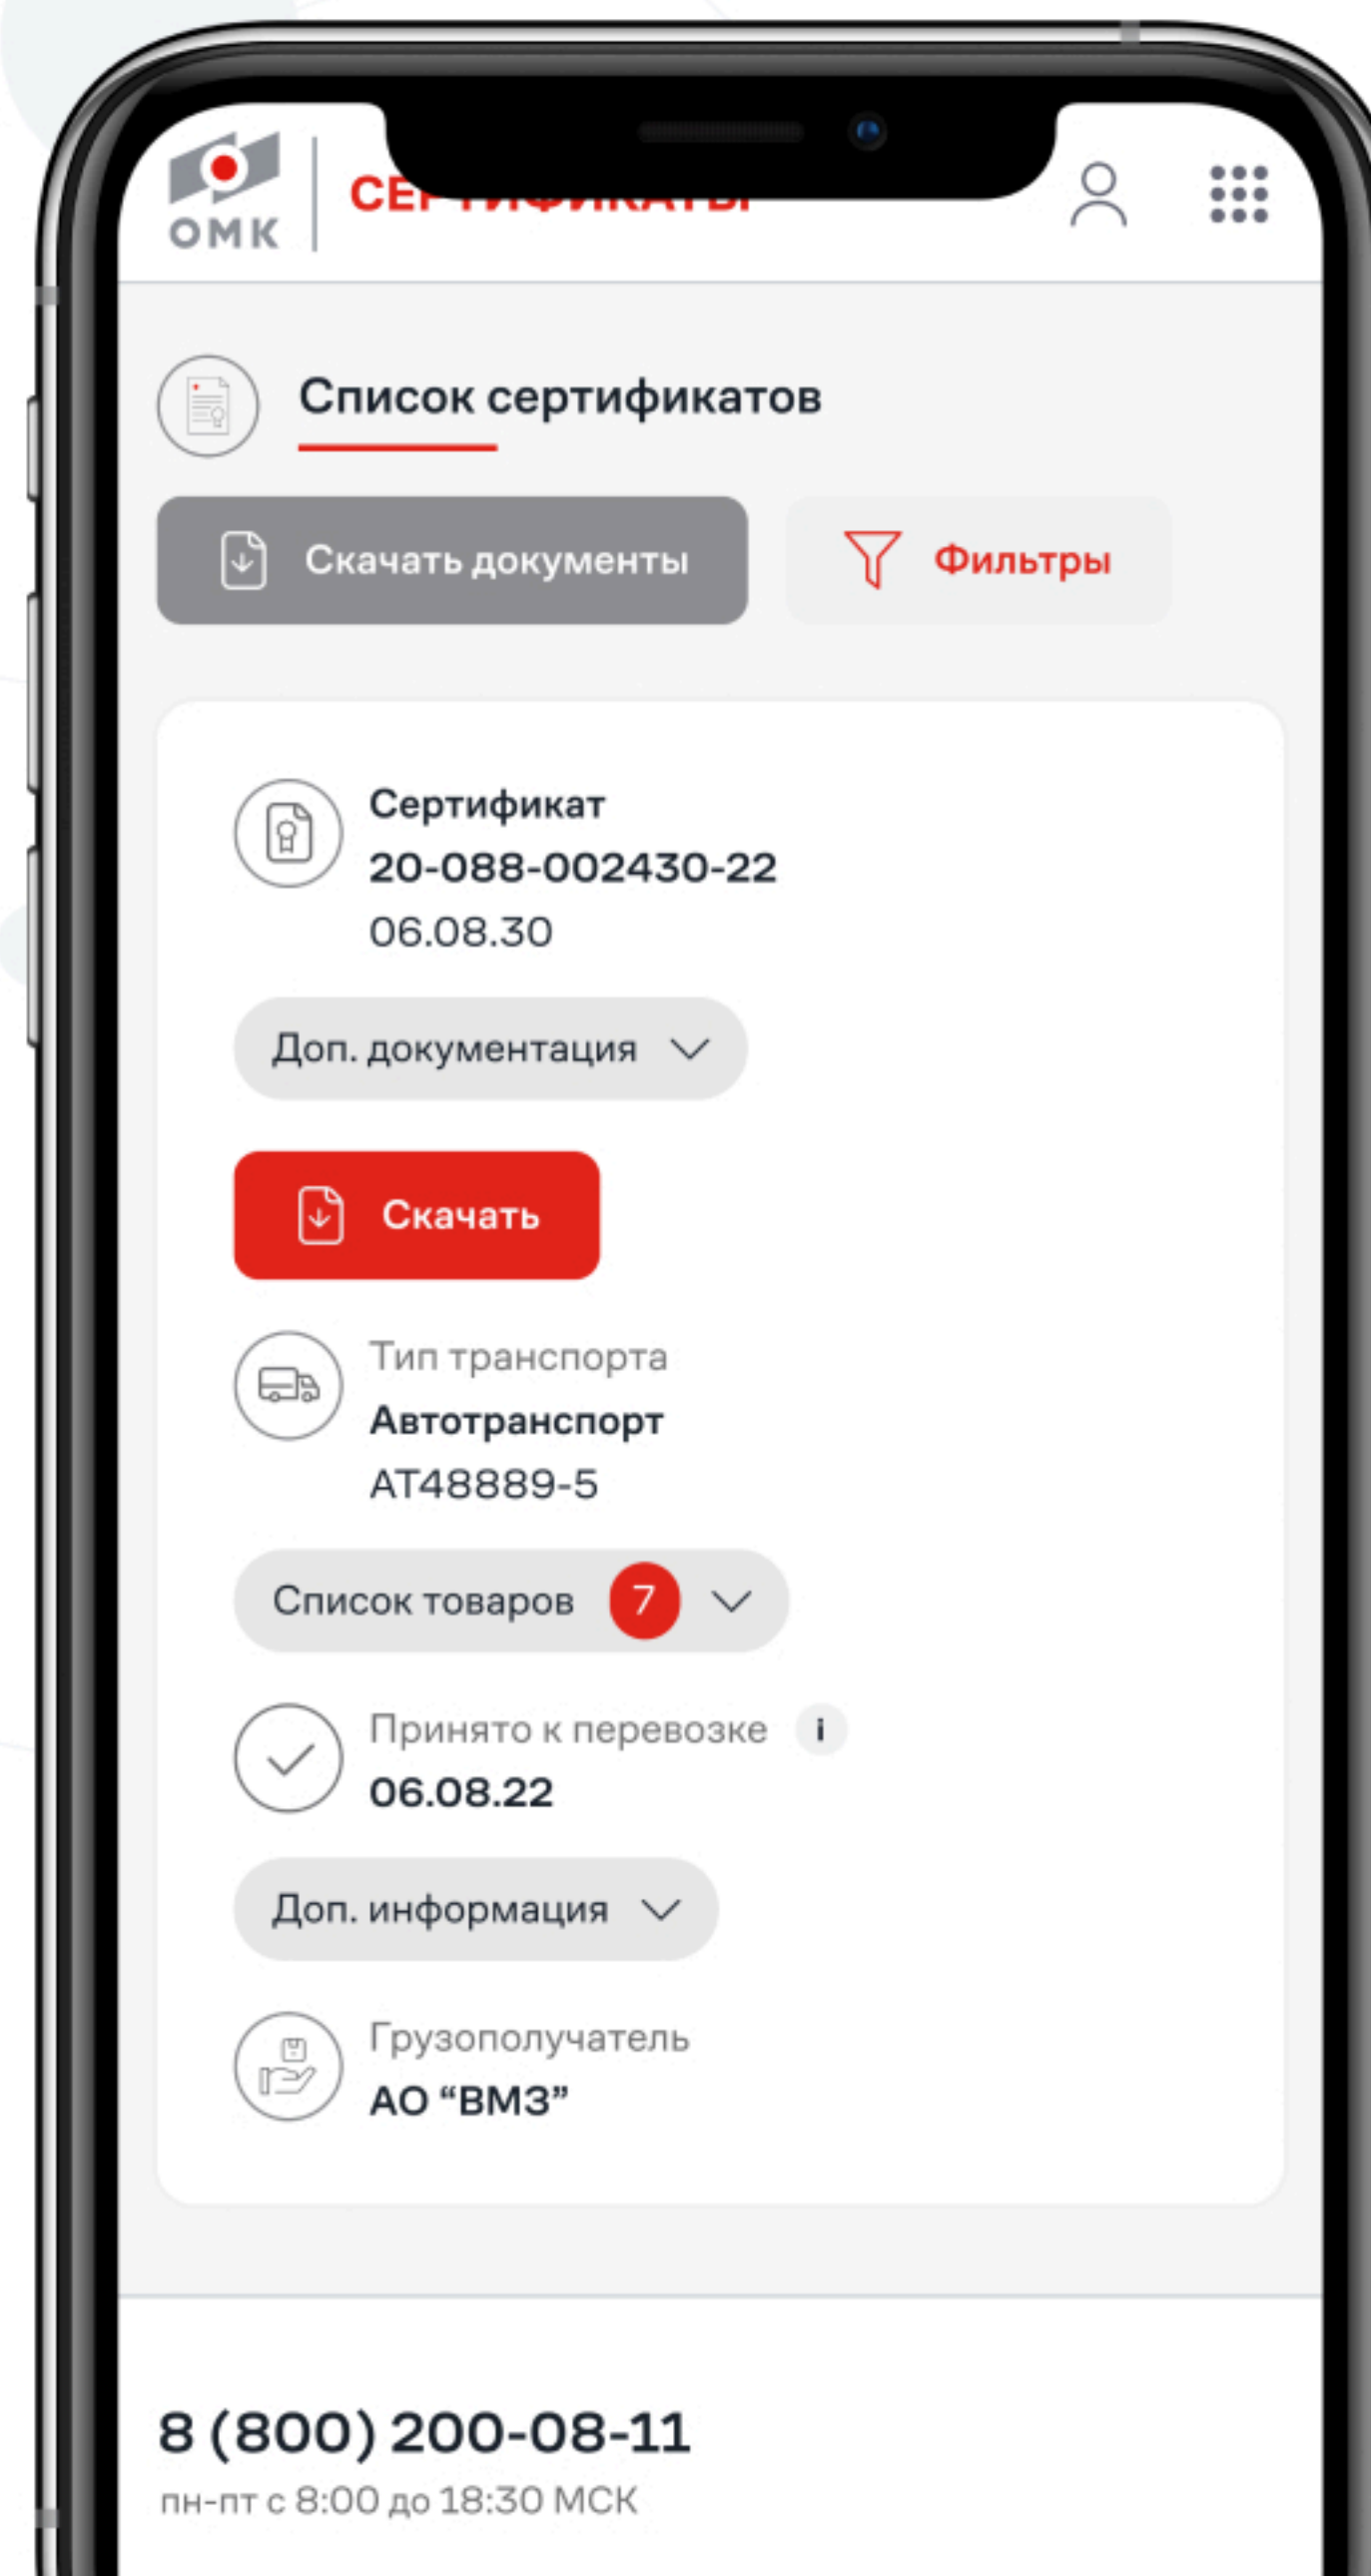 ОМК
СЕРТИФИКАТЫ
Список сертификатов
Скачать документы
Фильтры
Сертификат
20-088-002430-22
06.08.30
Доп. документация
Скачать
Тип транспорта
Автотранспорт
АТ48889-5
Список товаров 7
Принято к перевозке i
06.08.22
Доп. информация
Грузополучатель
АО “ВМЗ”
8 (800) 200-08-11
пн-пт с 8:00 до 18:30 МСК